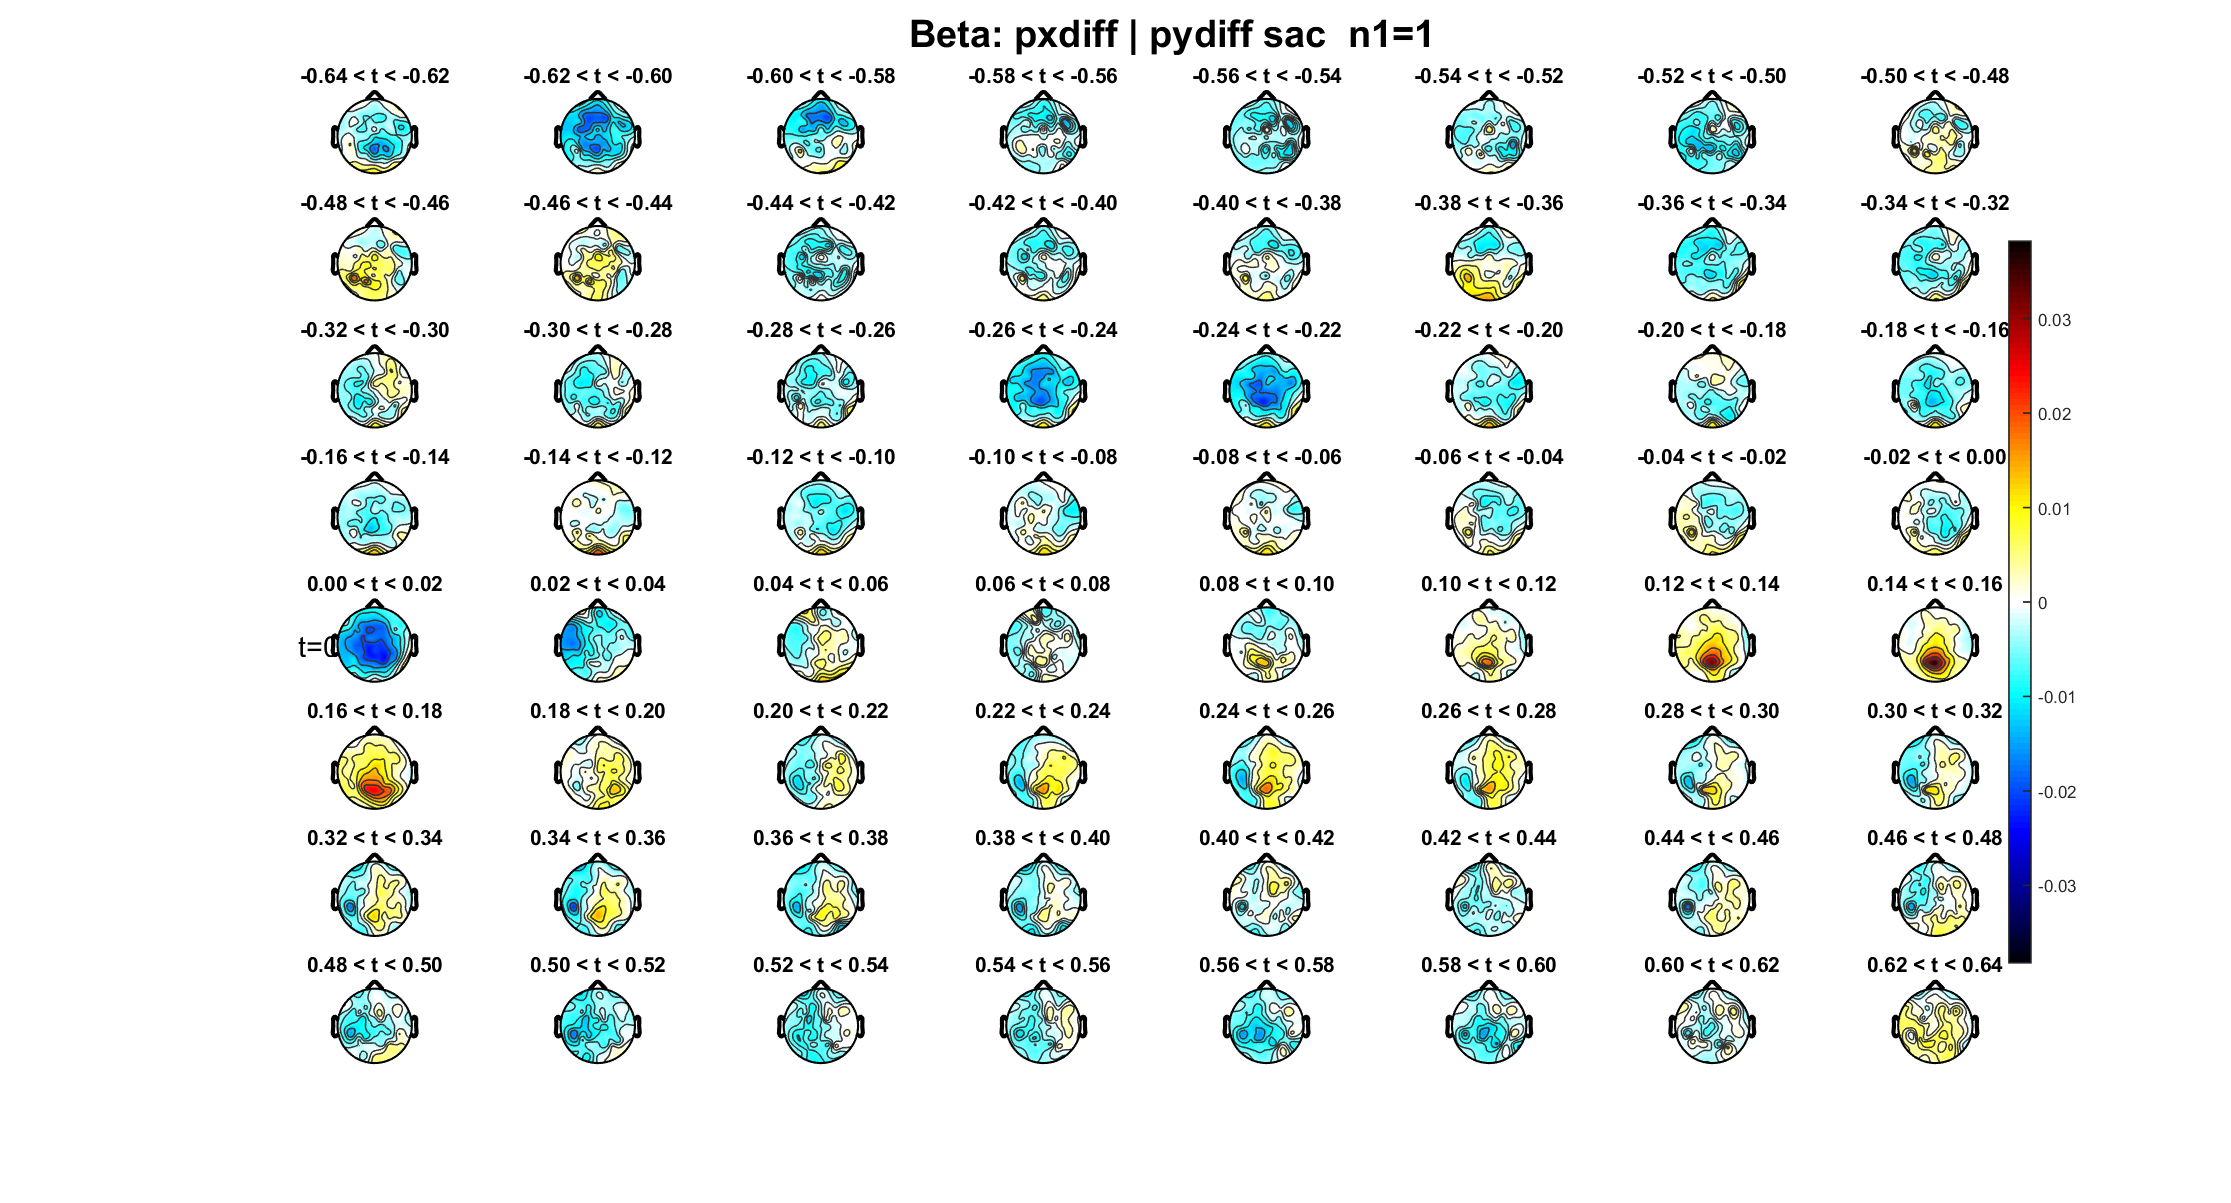 Beta: pxdiff | pydiff sac  n1=1
-0.64 < t < -0.62
-0.62 < t < -0.60
-0.60 < t < -0.58
-0.58 < t < -0.56
-0.56 < t < -0.54
-0.54 < t < -0.52
-0.52 < t < -0.50
-0.50 < t < -0.48
-0.48 < t < -0.46
-0.46 < t < -0.44
-0.44 < t < -0.42
-0.42 < t < -0.40
-0.40 < t < -0.38
-0.38 < t < -0.36
-0.36 < t < -0.34
-0.34 < t < -0.32
-0.32 < t < -0.30
-0.30 < t < -0.28
-0.28 < t < -0.26
-0.26 < t < -0.24
-0.24 < t < -0.22
-0.22 < t < -0.20
-0.20 < t < -0.18
-0.18 < t < -0.16
-0.16 < t < -0.14
-0.14 < t < -0.12
-0.12 < t < -0.10
-0.10 < t < -0.08
-0.08 < t < -0.06
-0.06 < t < -0.04
-0.04 < t < -0.02
-0.02 < t < 0.00
0.00 < t < 0.02
0.02 < t < 0.04
0.04 < t < 0.06
0.06 < t < 0.08
0.08 < t < 0.10
0.10 < t < 0.12
0.12 < t < 0.14
0.14 < t < 0.16
t=0
0.16 < t < 0.18
0.18 < t < 0.20
0.20 < t < 0.22
0.22 < t < 0.24
0.24 < t < 0.26
0.26 < t < 0.28
0.28 < t < 0.30
0.30 < t < 0.32
0.32 < t < 0.34
0.34 < t < 0.36
0.36 < t < 0.38
0.38 < t < 0.40
0.40 < t < 0.42
0.42 < t < 0.44
0.44 < t < 0.46
0.46 < t < 0.48
0.48 < t < 0.50
0.50 < t < 0.52
0.52 < t < 0.54
0.54 < t < 0.56
0.56 < t < 0.58
0.58 < t < 0.60
0.60 < t < 0.62
0.62 < t < 0.64
0.03
0.02
0.01
0
-0.01
-0.02
-0.03